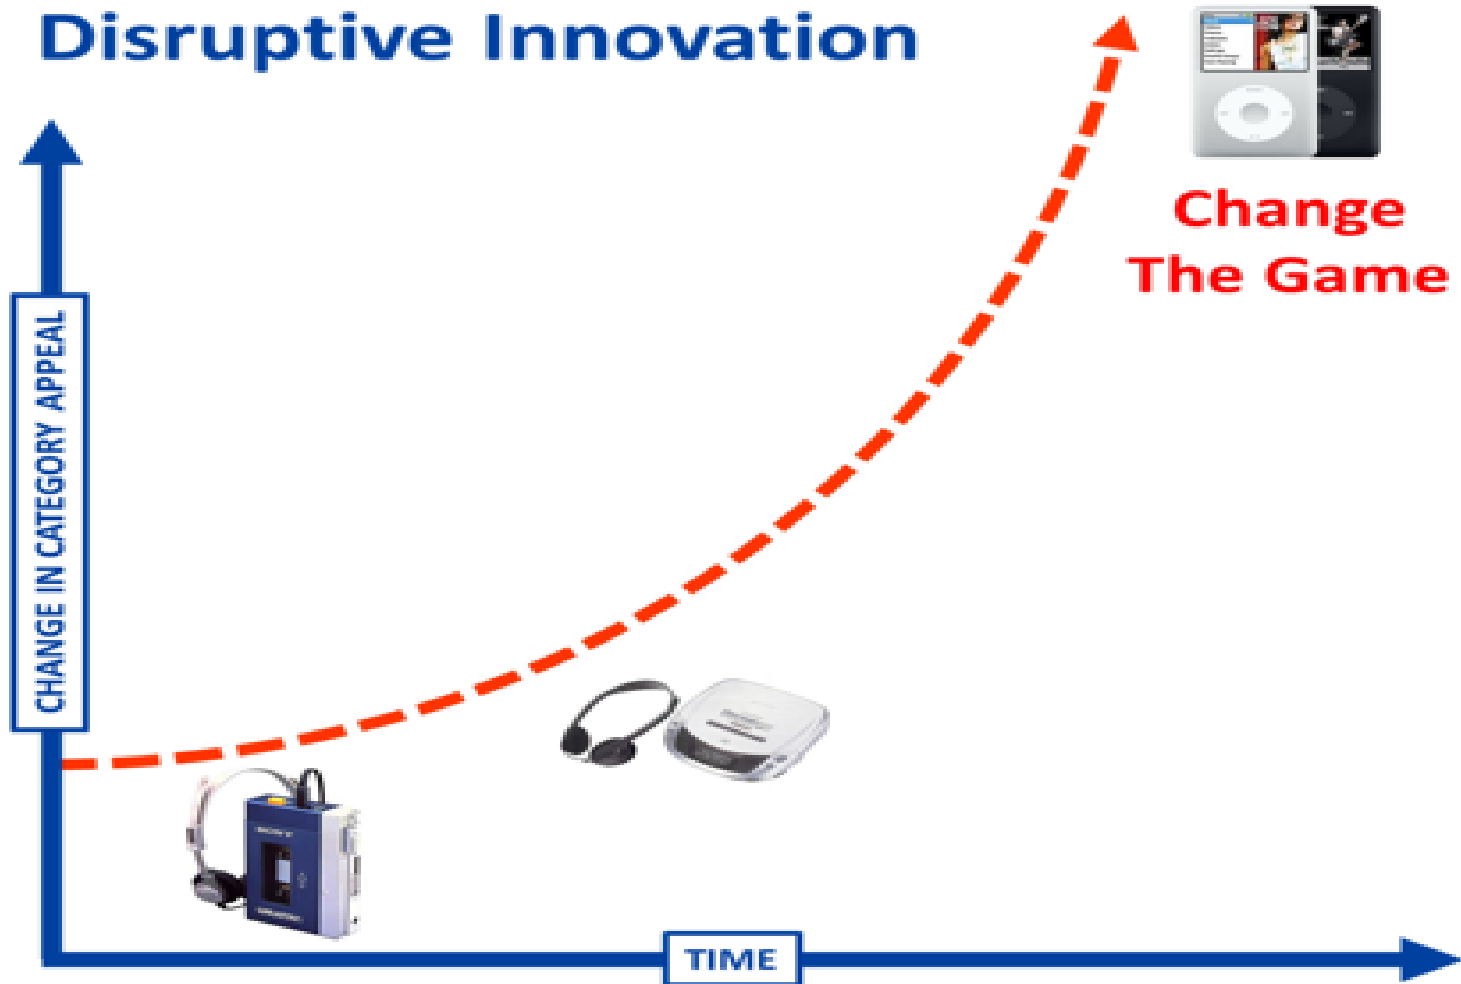 Disruptive Innovation
Change
The Game
CHANGE IN CATEGORY APPEAL
TIME